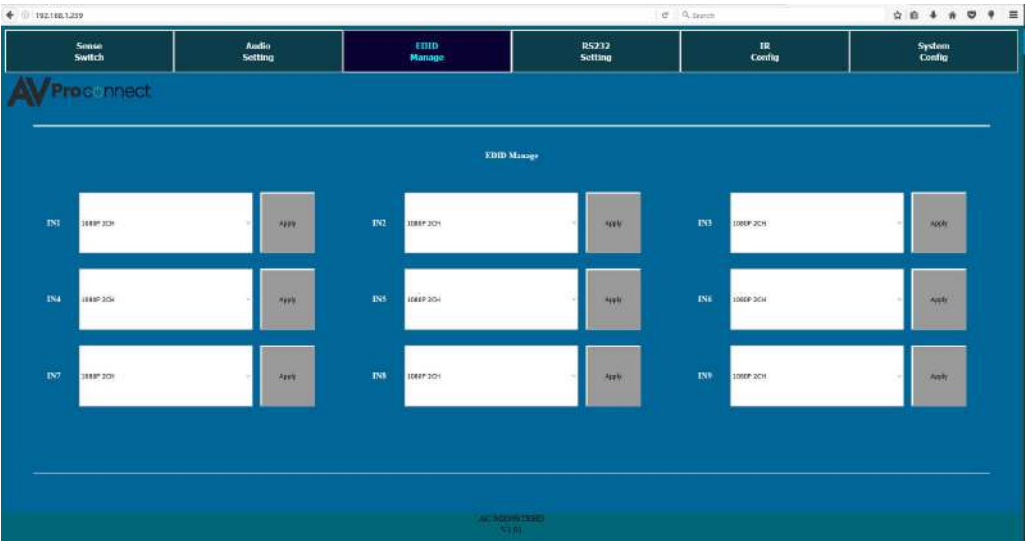 192.168.1.239
Search
Sense Switch
Audio Setting
EDID Manage
RS232 Setting
IR Config
System Config
AVProconnect
EDID Manage
IN1 1080P 2CH Apply IN2 1080P 2CH Apply IN3 1080P 2CH Apply
IN4 1080P 2CH Apply IN5 1080P 2CH Apply IN6 1080P 2CH Apply
IN7 1080P 2CH Apply IN8 1080P 2CH Apply IN9 1080P 2CH Apply